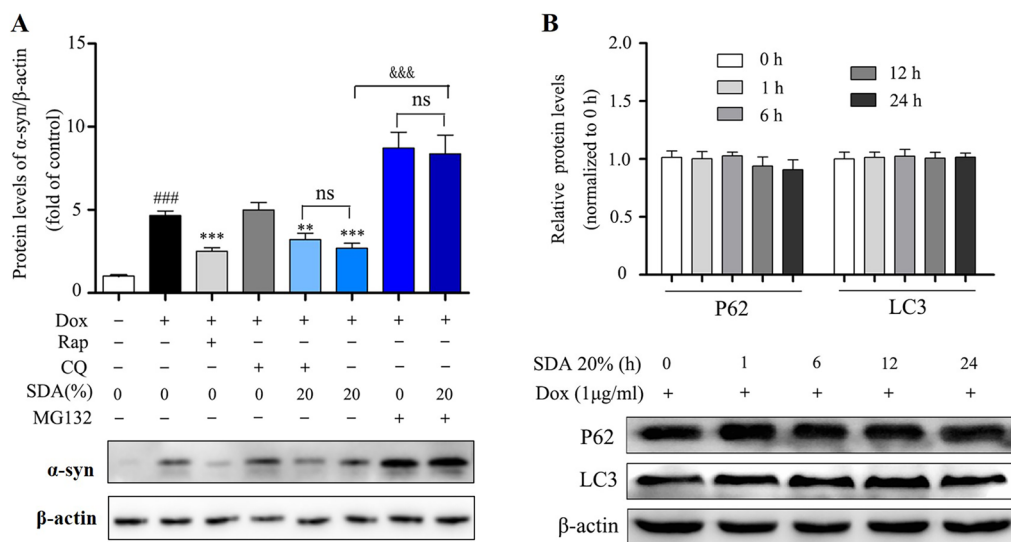 A
Protein levels of α-syn/β-actin
(fold of control)
15
10
5
0
###
***
**
***
ns
&&&
ns
Dox – + + + + + + +
Rap – – + – – – – –
CQ – – – + + – – –
SDA(%) 0 0 0 0 20 20 0 20
MG132 – – – – – – + +
α-syn
β-actin
B
Relative protein levels
(normalized to 0 h)
2.0
1.5
1.0
0.5
0
0 h
1 h
6 h
12 h
24 h
P62 LC3
SDA 20% (h) 0 1 6 12 24
Dox (1μg/ml) + + + + +
P62
LC3
β-actin